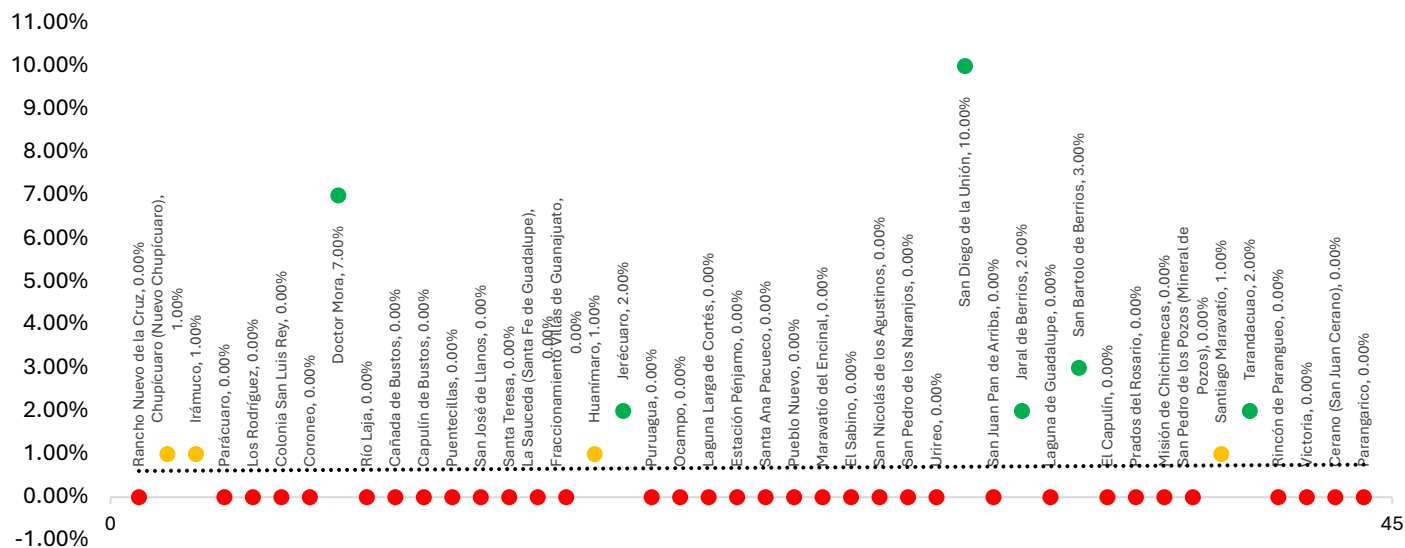 11.00%
10.00%
9.00%
8.00%
7.00%
6.00%
5.00%
4.00%
3.00%
2.00%
1.00%
0.00%
-1.00%
0
45
Rancho Nuevo de la Cruz, 0.00%
Chupícuaro (Nuevo Chupícuaro),
1.00%
Irámuco, 1.00%
Parácuaro, 0.00%
Los Rodríguez, 0.00%
Colonia San Luis Rey, 0.00%
Coroneo, 0.00%
Doctor Mora, 7.00%
Río Laja, 0.00%
Cañada de Bustos, 0.00%
Capulín de Bustos, 0.00%
Puentecillas, 0.00%
San José de Llanos, 0.00%
Santa Teresa, 0.00%
La Sauceda (Santa Fe de Guadalupe),
0.00%
Fraccionamiento Villas de Guanajuato,
0.00%
Huanímaro, 1.00%
Jerécuaro, 2.00%
Puruagua, 0.00%
Ocampo, 0.00%
Laguna Larga de Cortés, 0.00%
Estación Pénjamo, 0.00%
Santa Ana Pacueco, 0.00%
Pueblo Nuevo, 0.00%
Maravatío del Encinal, 0.00%
El Sabino, 0.00%
San Nicolás de los Agustinos, 0.00%
San Pedro de los Naranjos, 0.00%
Urireo, 0.00%
San Diego de la Unión, 10.00%
San Juan Pan de Arriba, 0.00%
Jaral de Berrios, 2.00%
Laguna de Guadalupe, 0.00%
San Bartolo de Berrios, 3.00%
El Capulín, 0.00%
Prados del Rosario, 0.00%
Misión de Chichimecas, 0.00%
San Pedro de los Pozos (Mineral de
Pozos), 0.00%
Santiago Maravatío, 1.00%
Tarandacuao, 2.00%
Rincón de Parangueo, 0.00%
Victoria, 0.00%
Cerano (San Juan Cerano), 0.00%
Parangarico, 0.00%